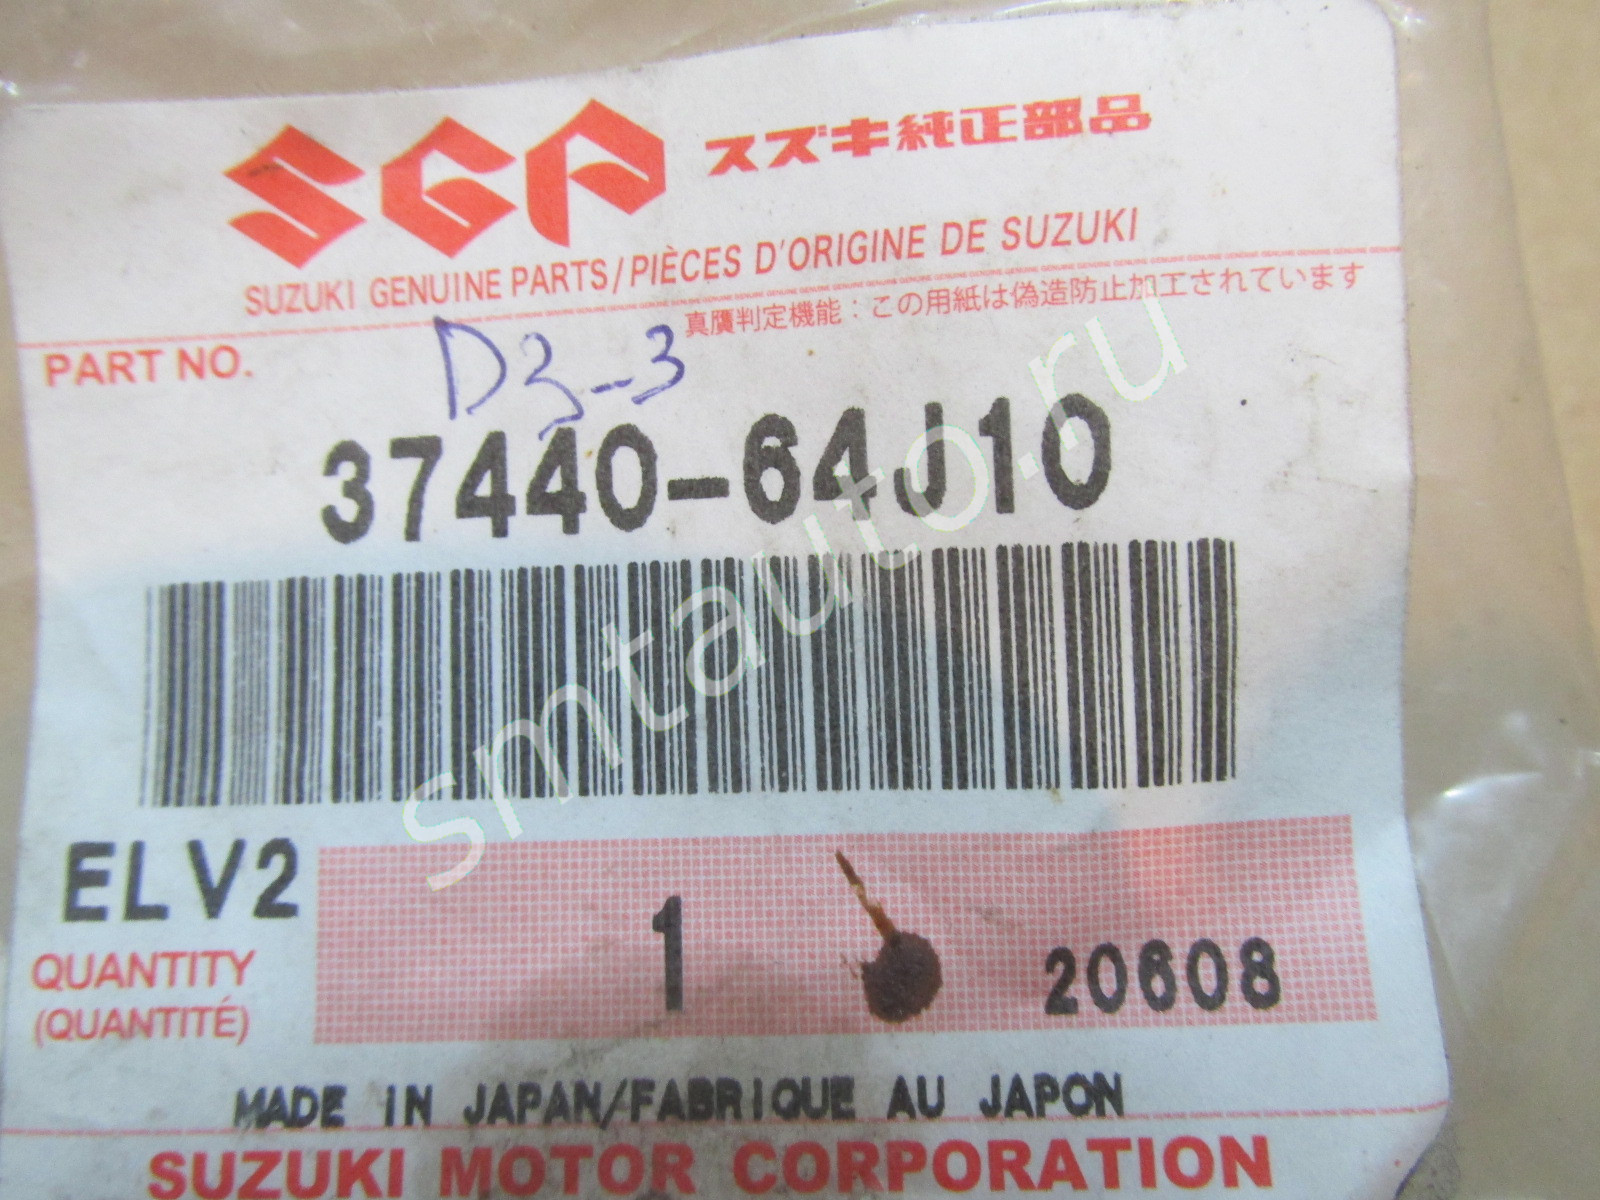 SGP スズキ純正部品
SUZUKI GENUINE PARTS/PIÈCES D'ORIGINE DE SUZUKI
真贋判定機能：この用紙は偽造防止加工されています
PART NO.
D3-3
37440-64J10
smtauto.ru
ELV2
QUANTITY
(QUANTITÉ)
1
20608
MADE IN JAPAN/FABRIQUE AU JAPON
SUZUKI MOTOR CORPORATION